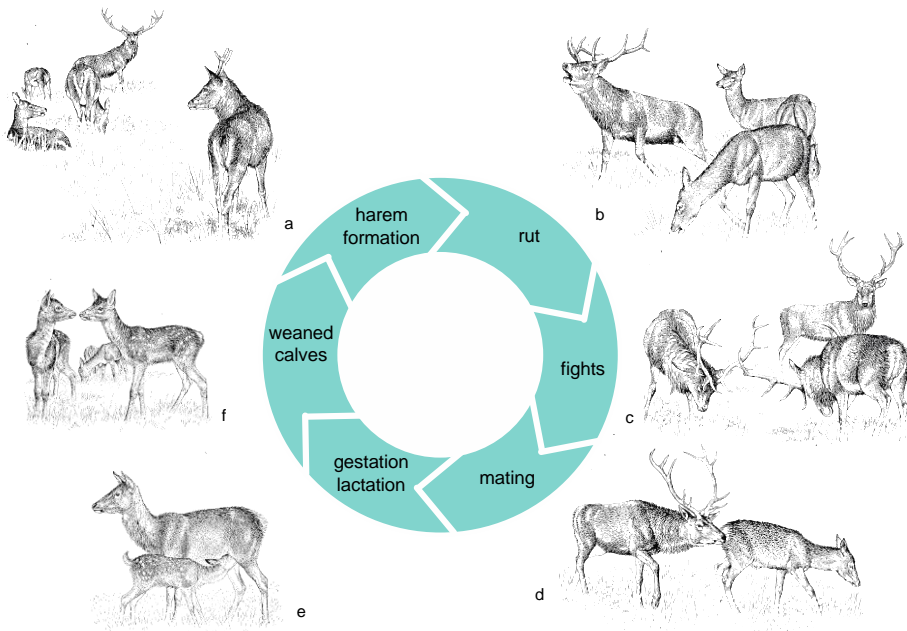 a
harem
formation
rut
b
weaned
calves
fights
f
c
gestation
lactation
mating
e
d